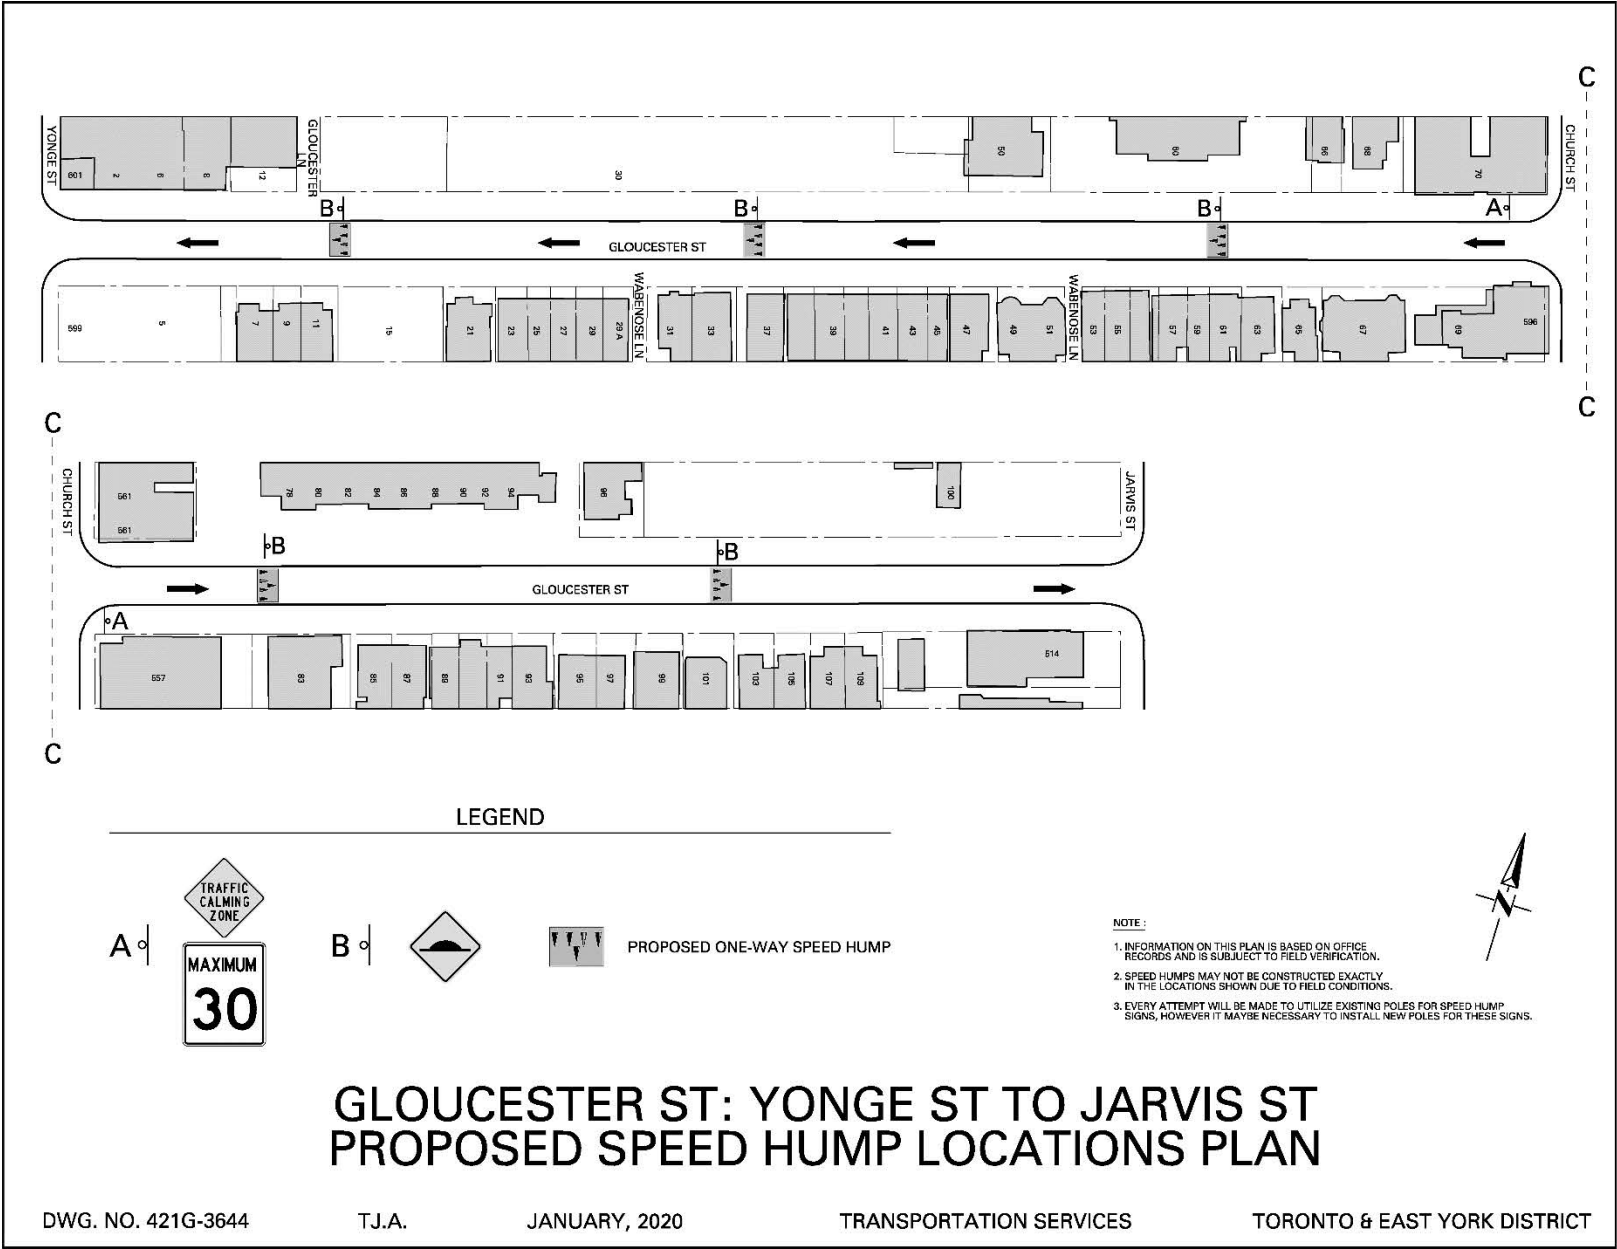 C
YONGE ST
GLOUCESTER
LN
CHURCH ST
601
2
6
8
12
30
50
60
66
68
70
B
B
B
A
GLOUCESTER ST
WABENOSE LN
WABENOSE LN
599
5
7
9
11
15
21
23
25
27
29
29 A
31
33
37
39
41
43
45
47
49
51
53
55
57
59
61
63
65
67
69
596
C
C
CHURCH ST
JARVIS ST
561
561
78
80
82
84
86
88
90
92
94
96
190
B
B
GLOUCESTER ST
A
557
83
85
87
89
91
93
95
97
99
101
103
105
107
109
514
C
LEGEND
A
TRAFFIC
CALMING
ZONE
MAXIMUM
30
B
PROPOSED ONE-WAY SPEED HUMP
N
NOTE :
1. INFORMATION ON THIS PLAN IS BASED ON OFFICE
RECORDS AND IS SUBJUECT TO FIELD VERIFICATION.
2. SPEED HUMPS MAY NOT BE CONSTRUCTED EXACTLY
IN THE LOCATIONS SHOWN DUE TO FIELD CONDITIONS.
3. EVERY ATTEMPT WILL BE MADE TO UTILIZE EXISTING POLES FOR SPEED HUMP
SIGNS, HOWEVER IT MAYBE NECESSARY TO INSTALL NEW POLES FOR THESE SIGNS.
GLOUCESTER ST: YONGE ST TO JARVIS ST
PROPOSED SPEED HUMP LOCATIONS PLAN
DWG. NO. 421G-3644 T.J.A. JANUARY, 2020 TRANSPORTATION SERVICES TORONTO & EAST YORK DISTRICT